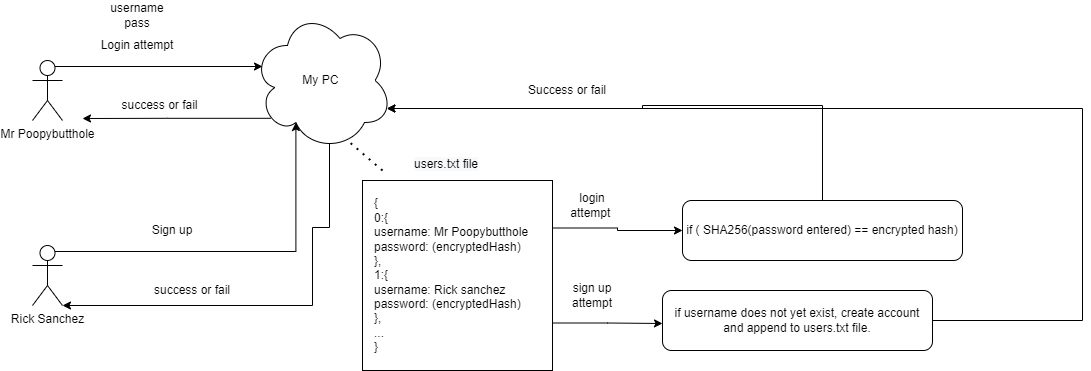 username
pass
Login attempt
My PC
success or fail
Mr Poopybutthole
Success or fail
users.txt file
{
0:{
username: Mr Poopybutthole
password: (encryptedHash)
},
1:{
username: Rick sanchez
password: (encryptedHash)
},
...
}
login
attempt
if ( SHA256(password entered) == encrypted hash)
Sign up
success or fail
Rick Sanchez
sign up
attempt
if username does not yet exist, create account
and append to users.txt file.